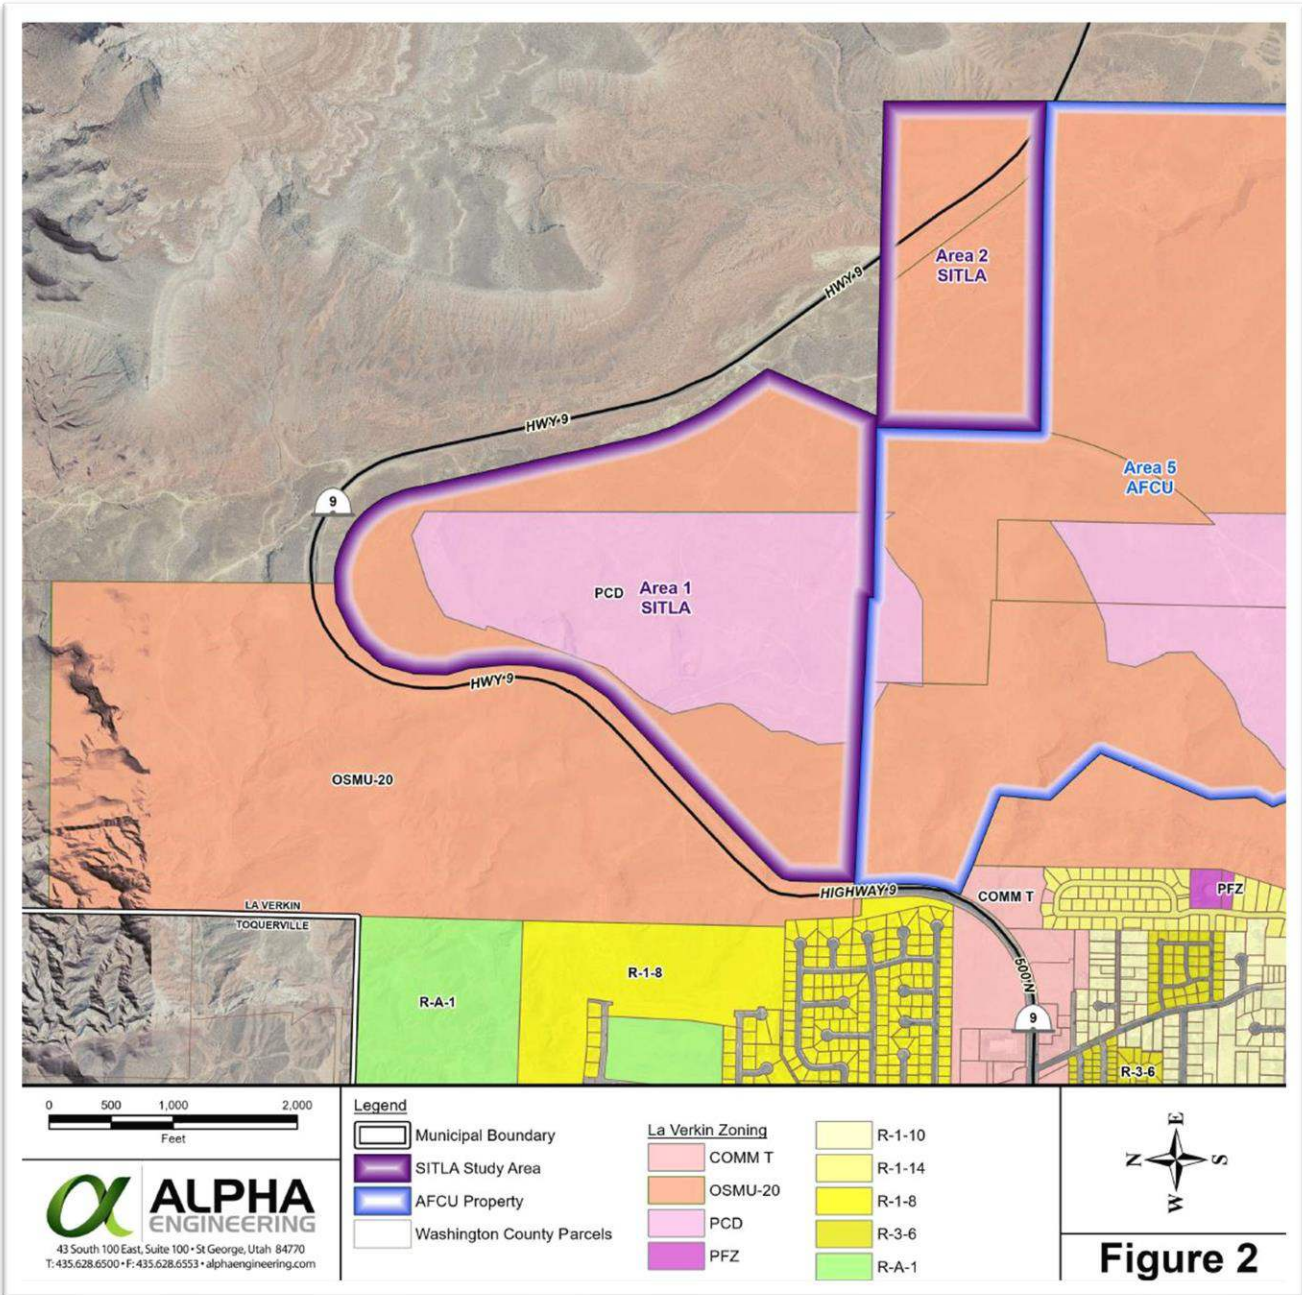 Area 2
SITLA
HWY 9
HWY 9
Area 5
AFCU
9
PCD
Area 1
SITLA
HWY 9
OSMU-20
HIGHWAY 9
COMM T
PFZ
LA VERKIN
TOQUERVILLE
R-1-8
500 N
R-A-1
9
R-3-6
0 500 1,000 2,000
Feet
ALPHA
ENGINEERING
43 South 100 East, Suite 100 • St George, Utah 84770
T: 435.628.6500 • F: 435.628.6553 • alphaengineering.com
Legend
Municipal Boundary
SITLA Study Area
AFCU Property
Washington County Parcels
La Verkin Zoning
COMM T
OSMU-20
PCD
PFZ
R-1-10
R-1-14
R-1-8
R-3-6
R-A-1
E
N
S
W
Figure 2